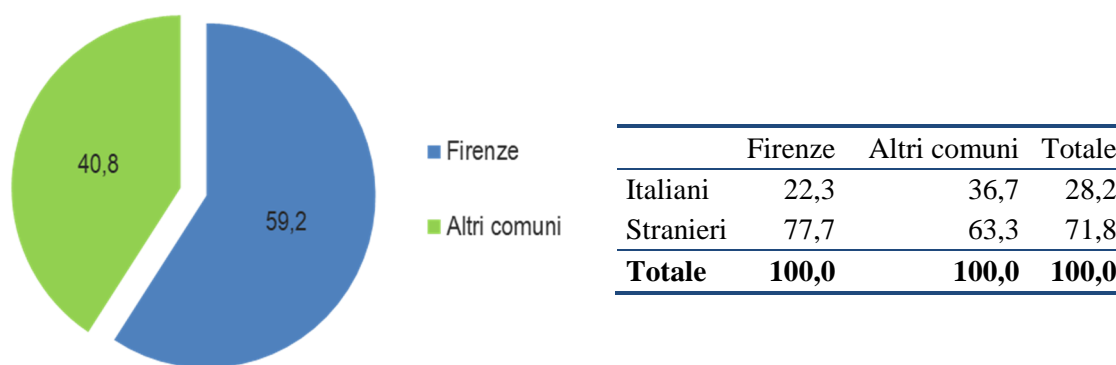 40,8
59,2
Firenze
Altri comuni
Firenze Altri comuni Totale
Italiani 22,3 36,7 28,2
Stranieri 77,7 63,3 71,8
Totale 100,0 100,0 100,0